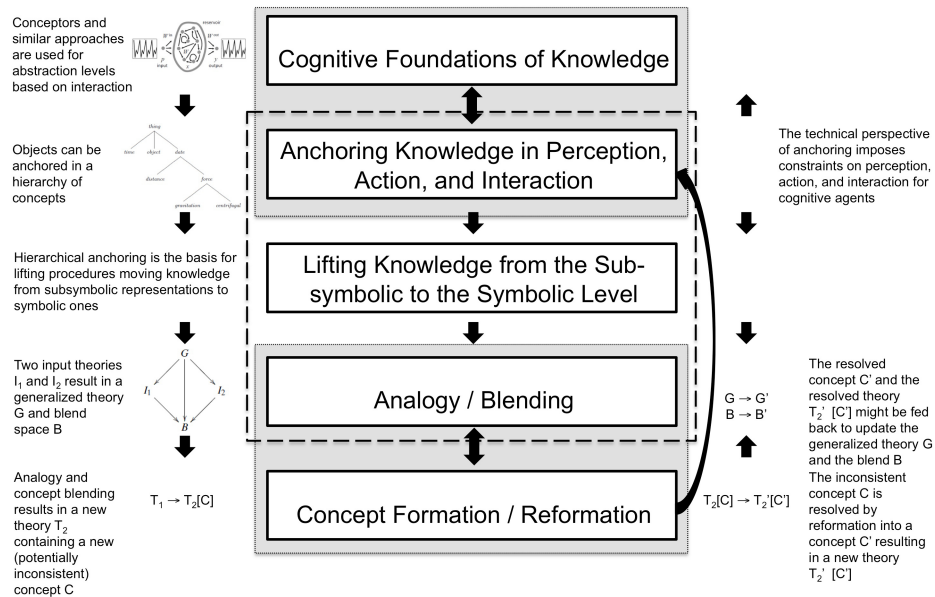 Conceptors and
similar approaches
are used for
abstraction levels
based on interaction
reservoir
input
output
Cognitive Foundations of Knowledge
Objects can be
anchored in a
hierarchy of
concepts
thing
time object date
distance force
gravitation centrifugal
Anchoring Knowledge in Perception,
Action, and Interaction
The technical perspective
of anchoring imposes
constraints on perception,
action, and interaction for
cognitive agents
Hierarchical anchoring is the basis for
lifting procedures moving knowledge
from subsymbolic representations to
symbolic ones
Lifting Knowledge from the Sub-
symbolic to the Symbolic Level
Two input theories
I₁ and I₂ result in a
generalized theory
G and blend
space B
G
I₁ I₂
B
Analogy / Blending
G → G’
B → B’
The resolved
concept C’ and the
resolved theory
T₂’ [C’] might be fed
back to update the
generalized theory G
and the blend B
Analogy and
concept blending
results in a new
theory T₂
containing a new
(potentially
inconsistent)
concept C
T₁ → T₂[C]
Concept Formation / Reformation
T₂[C] → T₂’[C’]
The inconsistent
concept C is
resolved by
reformation into a
concept C’ resulting
in a new theory
T₂’ [C’]